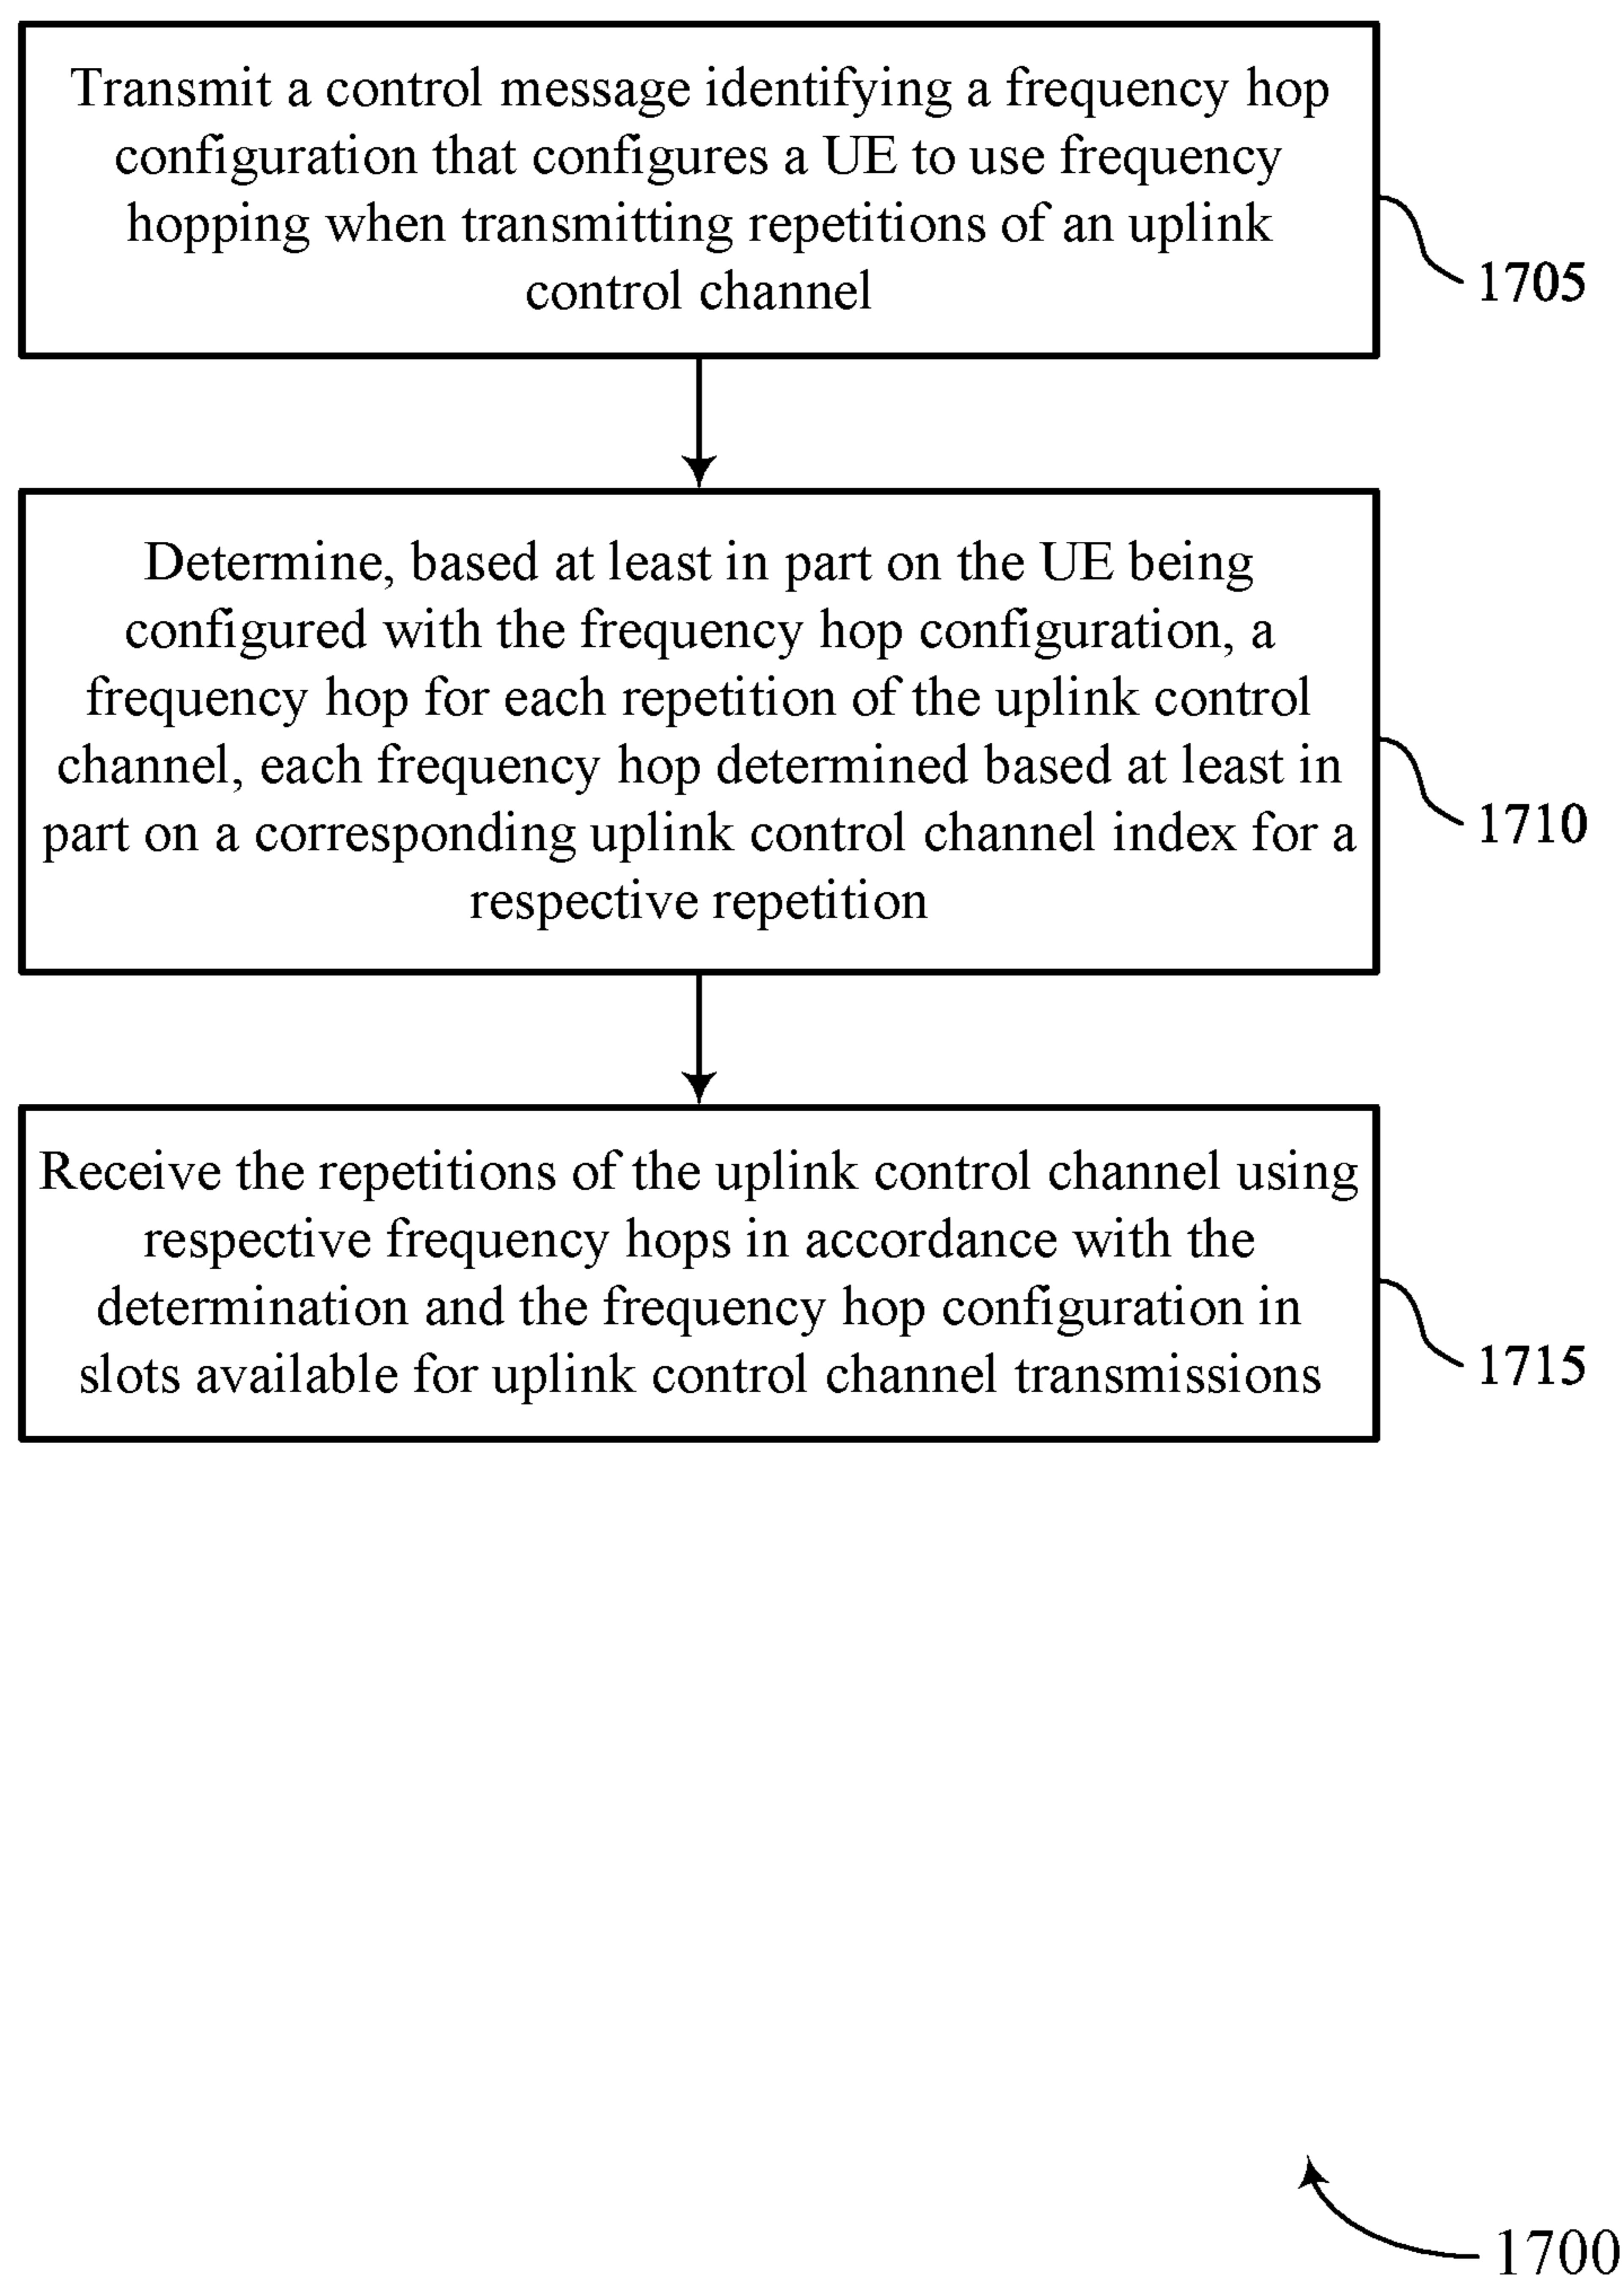 Transmit a control message identifying a frequency hop
configuration that configures a UE to use frequency
hopping when transmitting repetitions of an uplink
control channel
1705
Determine, based at least in part on the UE being
configured with the frequency hop configuration, a
frequency hop for each repetition of the uplink control
channel, each frequency hop determined based at least in
part on a corresponding uplink control channel index for a
respective repetition
1710
Receive the repetitions of the uplink control channel using
respective frequency hops in accordance with the
determination and the frequency hop configuration in
slots available for uplink control channel transmissions
1715
1700